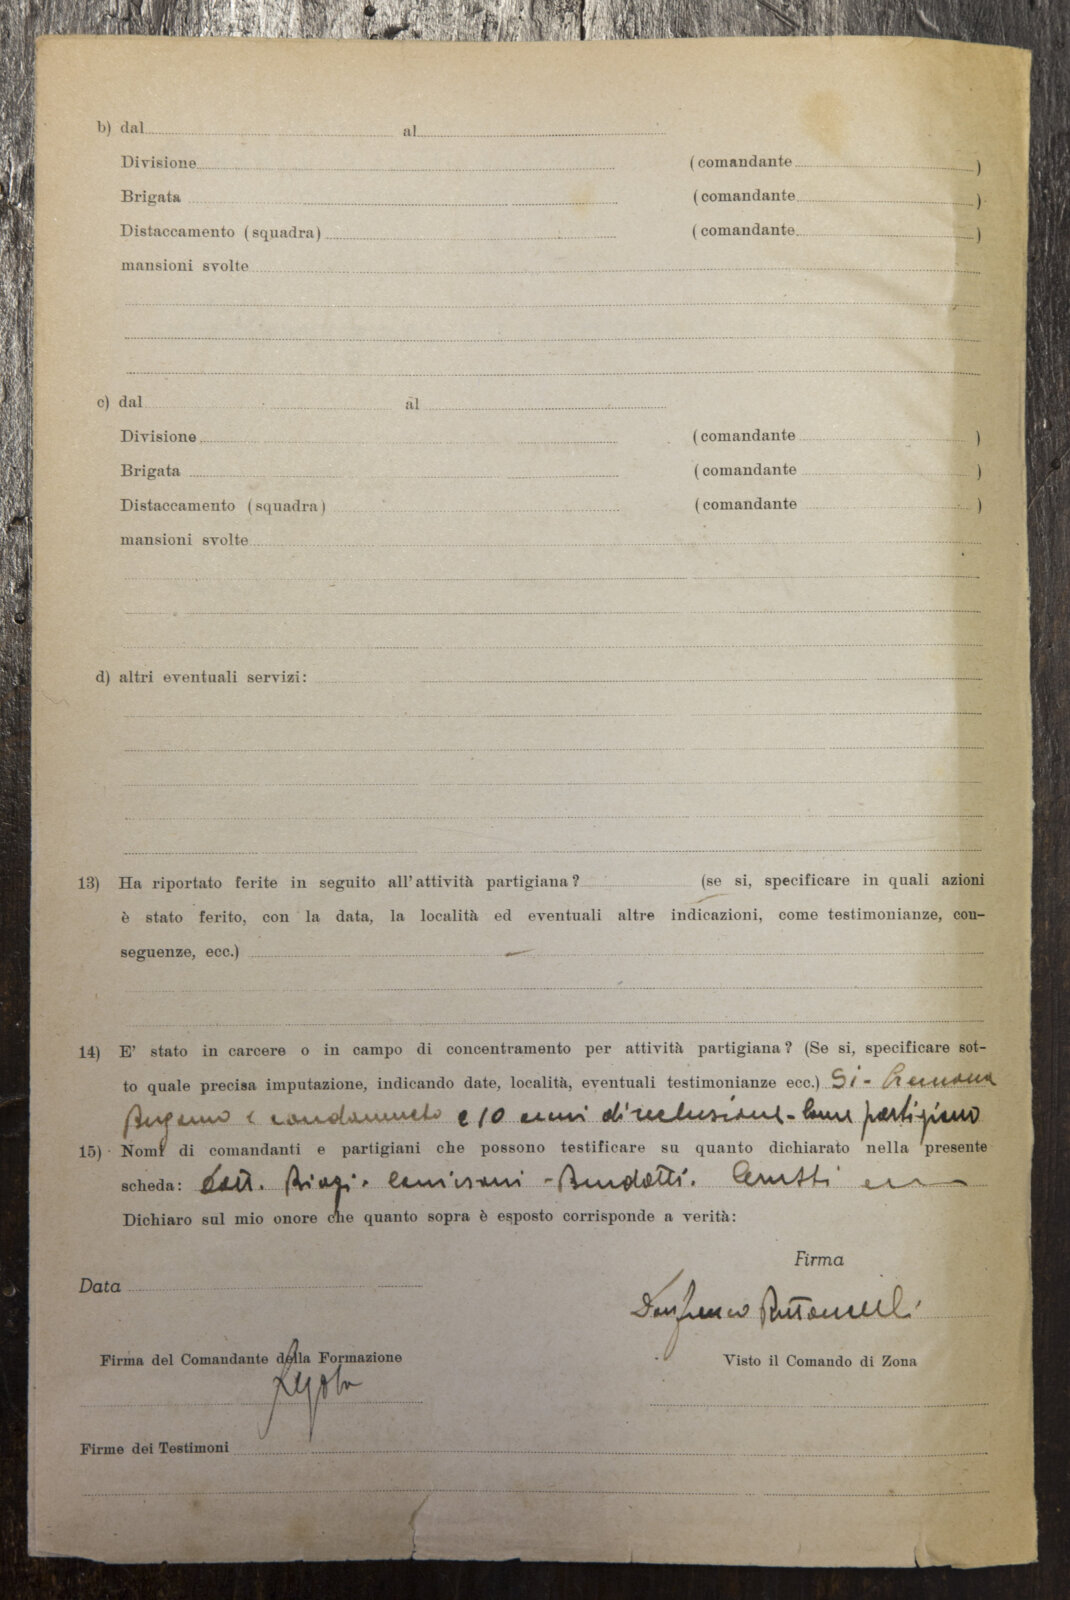 b) dal al
Divisione (comandante )
Brigata (comandante )
Distaccamento (squadra) (comandante )
mansioni svolte
c) dal al
Divisione (comandante )
Brigata (comandante )
Distaccamento (squadra) (comandante )
mansioni svolte
d) altri eventuali servizi:
13) Ha riportato ferite in seguito all'attività partigiana? (se si, specificare in quali azioni
è stato ferito, con la data, la località ed eventuali altre indicazioni, come testimonianze, con-
seguenze, ecc.) -
14) E' stato in carcere o in campo di concentramento per attività partigiana? (Se si, specificare sot-
to quale precisa imputazione, indicando date, località, eventuali testimonianze ecc.) Si - Cremona
Bergamo e condannato a 10 anni di reclusione - Come partigiano
15) Nomi di comandanti e partigiani che possono testificare su quanto dichiarato nella presente
scheda: Dott. Biagi. - Bendotti. Cerutti
Dichiaro sul mio onore che quanto sopra è esposto corrisponde a verità:
Firma
Data
Firma del Comandante della Formazione Visto il Comando di Zona
Firme dei Testimoni